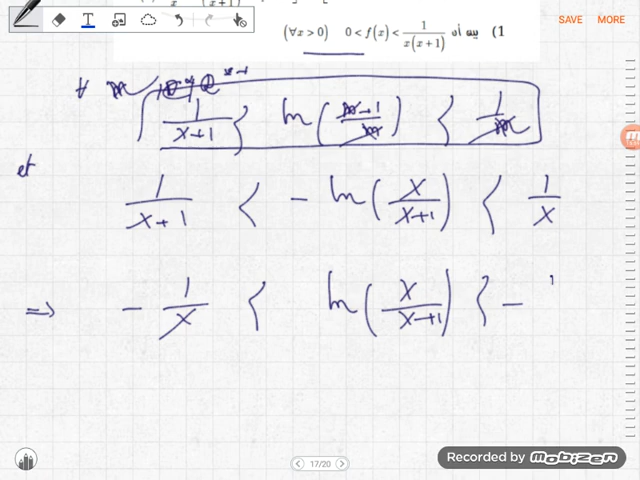 SAVE MORE
(∀x > 0) 0 < f(x) < 1/(x(x+1)) بين أن (1
∀
1/(x+1) < ln((x+1)/x) < 1/x
et
1/(x+1) < - ln(x/(x+1)) < 1/x
⇒ - 1/x < ln(x/(x+1)) < -
17/20
Recorded by Mobizen